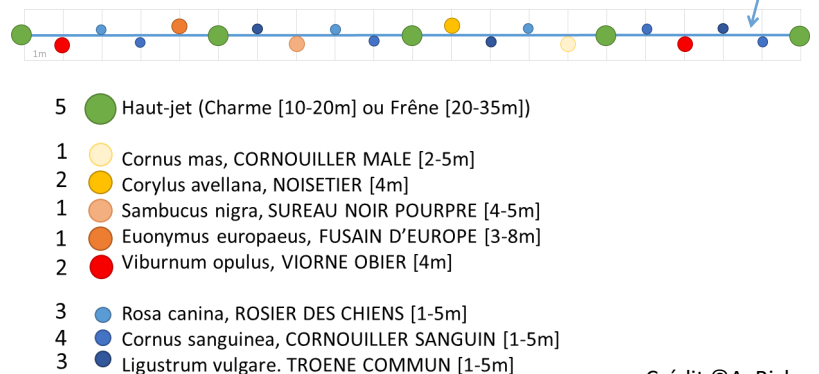 1m
5 Haut-jet (Charme [10-20m] ou Frêne [20-35m])
1 Cornus mas, CORNOUILLER MALE [2-5m]
2 Corylus avellana, NOISETIER [4m]
1 Sambucus nigra, SUREAU NOIR POURPRE [4-5m]
1 Euonymus europaeus, FUSAIN D'EUROPE [3-8m]
2 Viburnum opulus, VIORNE OBIER [4m]
3 Rosa canina, ROSIER DES CHIENS [1-5m]
4 Cornus sanguinea, CORNOUILLER SANGUIN [1-5m]
3 Ligustrum vulgare. TROENE COMMUN [1-5m]